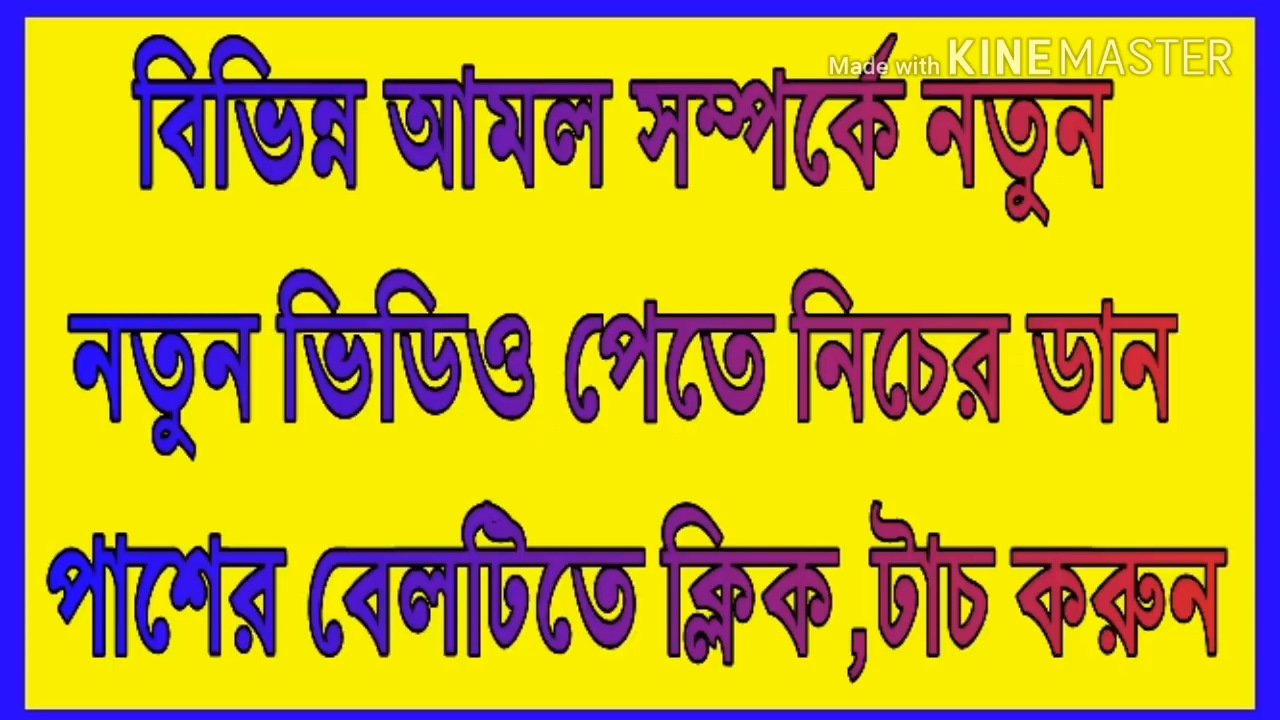 Made with KINEMASTER
বিভিন্ন আমল সম্পর্কে নতুন
নতুন ভিডিও পেতে নিচের ডান
পাশের বেলটিতে ক্লিক,টাচ করুন